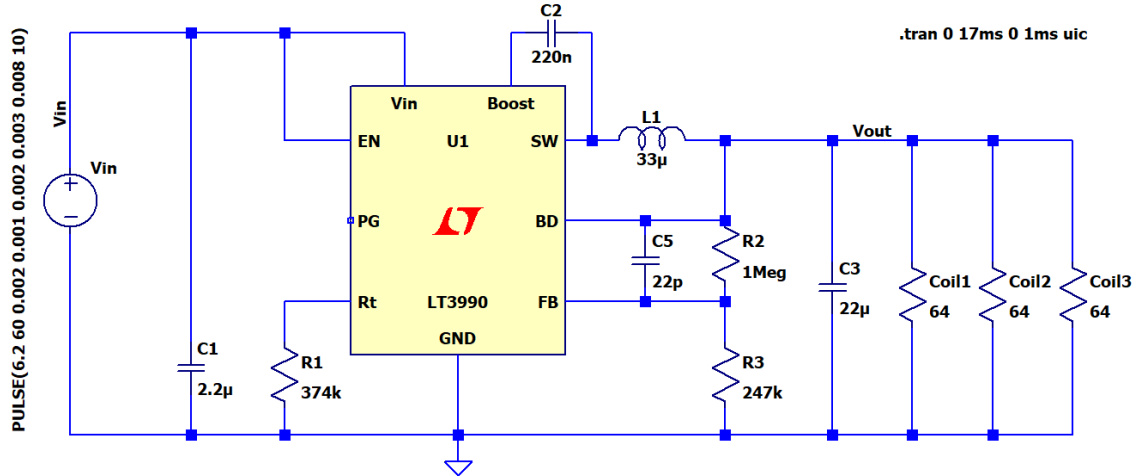 PULSE(6.2 60 0.002 0.001 0.002 0.003 0.008 10)
Vin
Vin
C1
2.2µ
R1
374k
C2
220n
.tran 0 17ms 0 1ms uic
Vin
Boost
EN
U1
SW
PG
BD
Rt
LT3990
FB
GND
L1
33µ
Vout
C5
22p
R2
1Meg
R3
247k
C3
22µ
Coil1
64
Coil2
64
Coil3
64